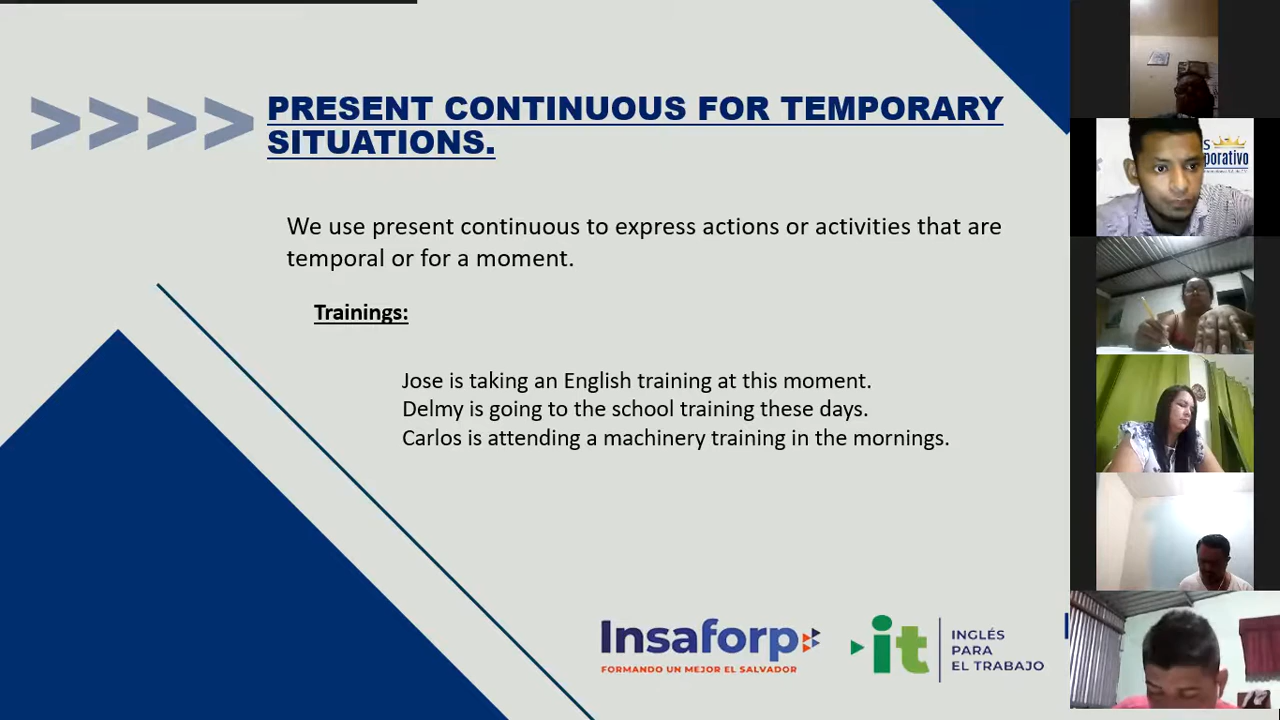 PRESENT CONTINUOUS FOR TEMPORARY
SITUATIONS.
We use present continuous to express actions or activities that are
temporal or for a moment.
Trainings:
Jose is taking an English training at this moment.
Delmy is going to the school training these days.
Carlos is attending a machinery training in the mornings.
Insaforp
FORMANDO UN MEJOR EL SALVADOR
it
INGLÉS
PARA
EL TRABAJO
S
porativo